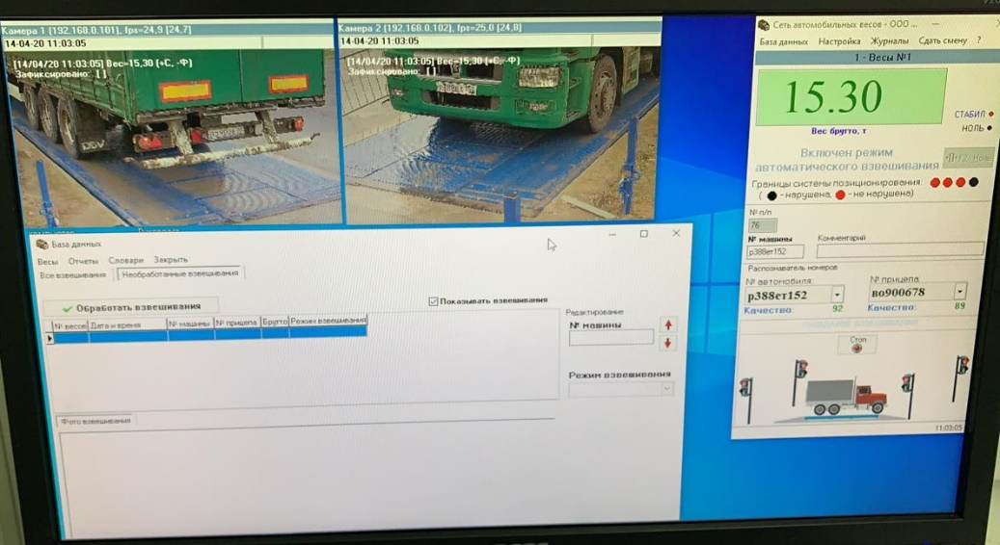 Камера 1 [192.168.0.101], fps=24,9 [24,7]
14-04-20 11:03:05
[14/04/20 11:03:05] Вес=15,30 (+С, -Ф)
Зафиксировано: [ ]
Камера 2 [192.168.0.102], fps=25,0 [24,8]
14-04-20 11:03:05
[14/04/20 11:03:05] Вес=15,30 (+С, -Ф)
Зафиксировано: [ ]
База данных
Весы Отчеты Словари Закрыть
Все взвешивания Необработанные взвешивания
Обработать взвешивания
Показывать взвешивания
№ весов Дата и время № машины № прицепа Брутто Режим взвешивания
Редактирование
№ машины
Режим взвешивания
Фото взвешивания
Сеть автомобильных весов - ООО ...
База данных Настройка Журналы Сдать смену ?
1 - Весы №1
15.30
СТАБИЛ
НОЛЬ
Вес брутто, т
Включен режим
автоматического взвешивания
Границы системы позиционирования:
( - нарушена, - не нарушена)
№ п/п
76
№ машины Комментарий
р388ет152
Распознаватель номеров
№ автомобиля: № прицепа:
р388ет152 во900678
Качество: 92 Качество: 89
Стоп
11:03:05